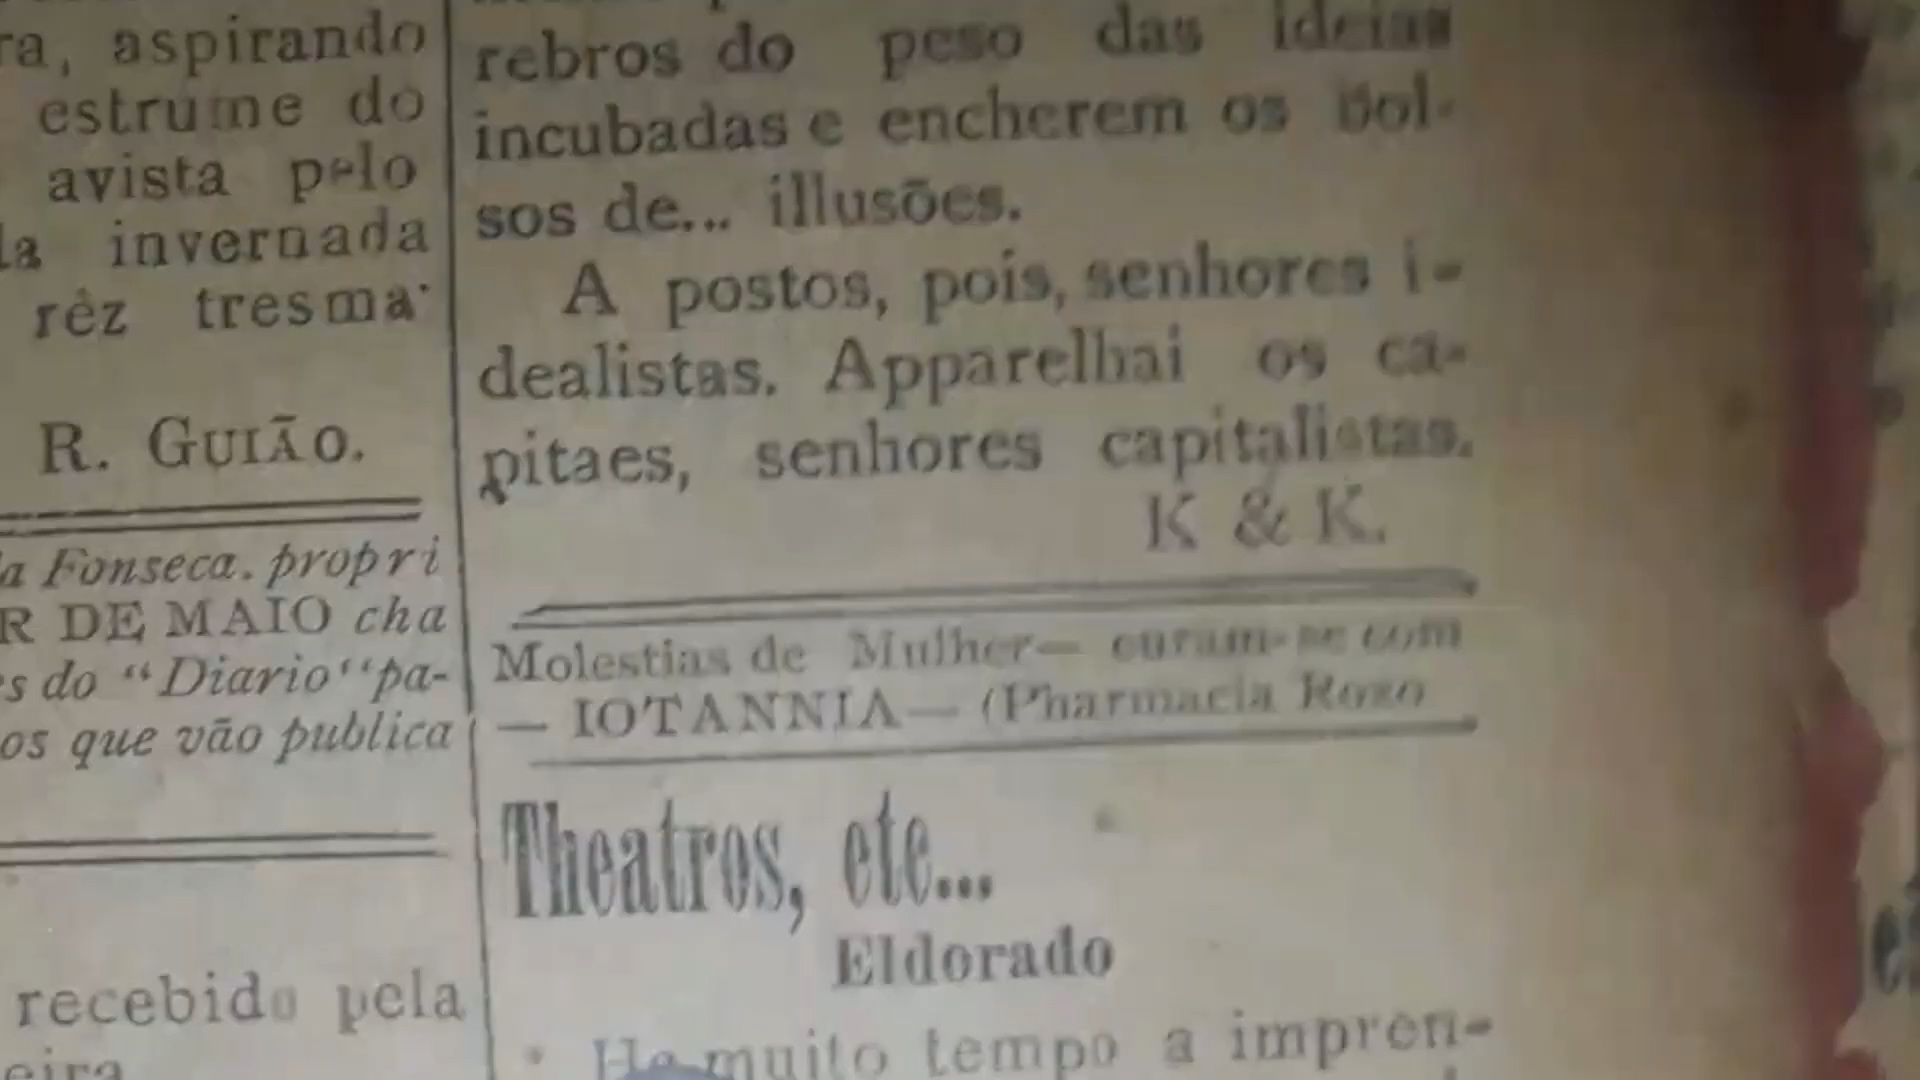 ra, aspirando
estrume do
avista pelo
la invernada
rêz tresma
R. GUIÃO.
a Fonseca. propri
R DE MAIO cha
s do “Diario“ pa-
os que vão publica
recebido pela
eira
rebros do peso das ideias
incubadas e encherem os bol-
sos de... illusões.
A postos, pois, senhores i-
dealistas. Apparelhai os ca-
pitaes, senhores capitalistas.
K & K.
Molestias de Mulher— curam-se com
— IOTANNIA— (Pharmacia Rozo
Theatros, etc...
Eldorado
Ha muito tempo a impren-